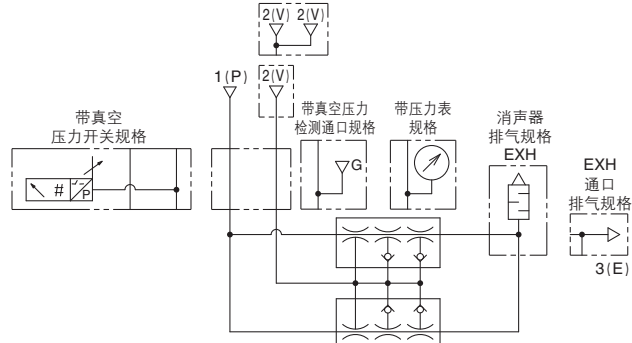 2(V) 2(V)
1(P) 2(V)
带真空
压力开关规格
# P
带真空压力
检测通口规格
G
带压力表
规格
消声器
排气规格
EXH
EXH
通口
排气规格
3(E)